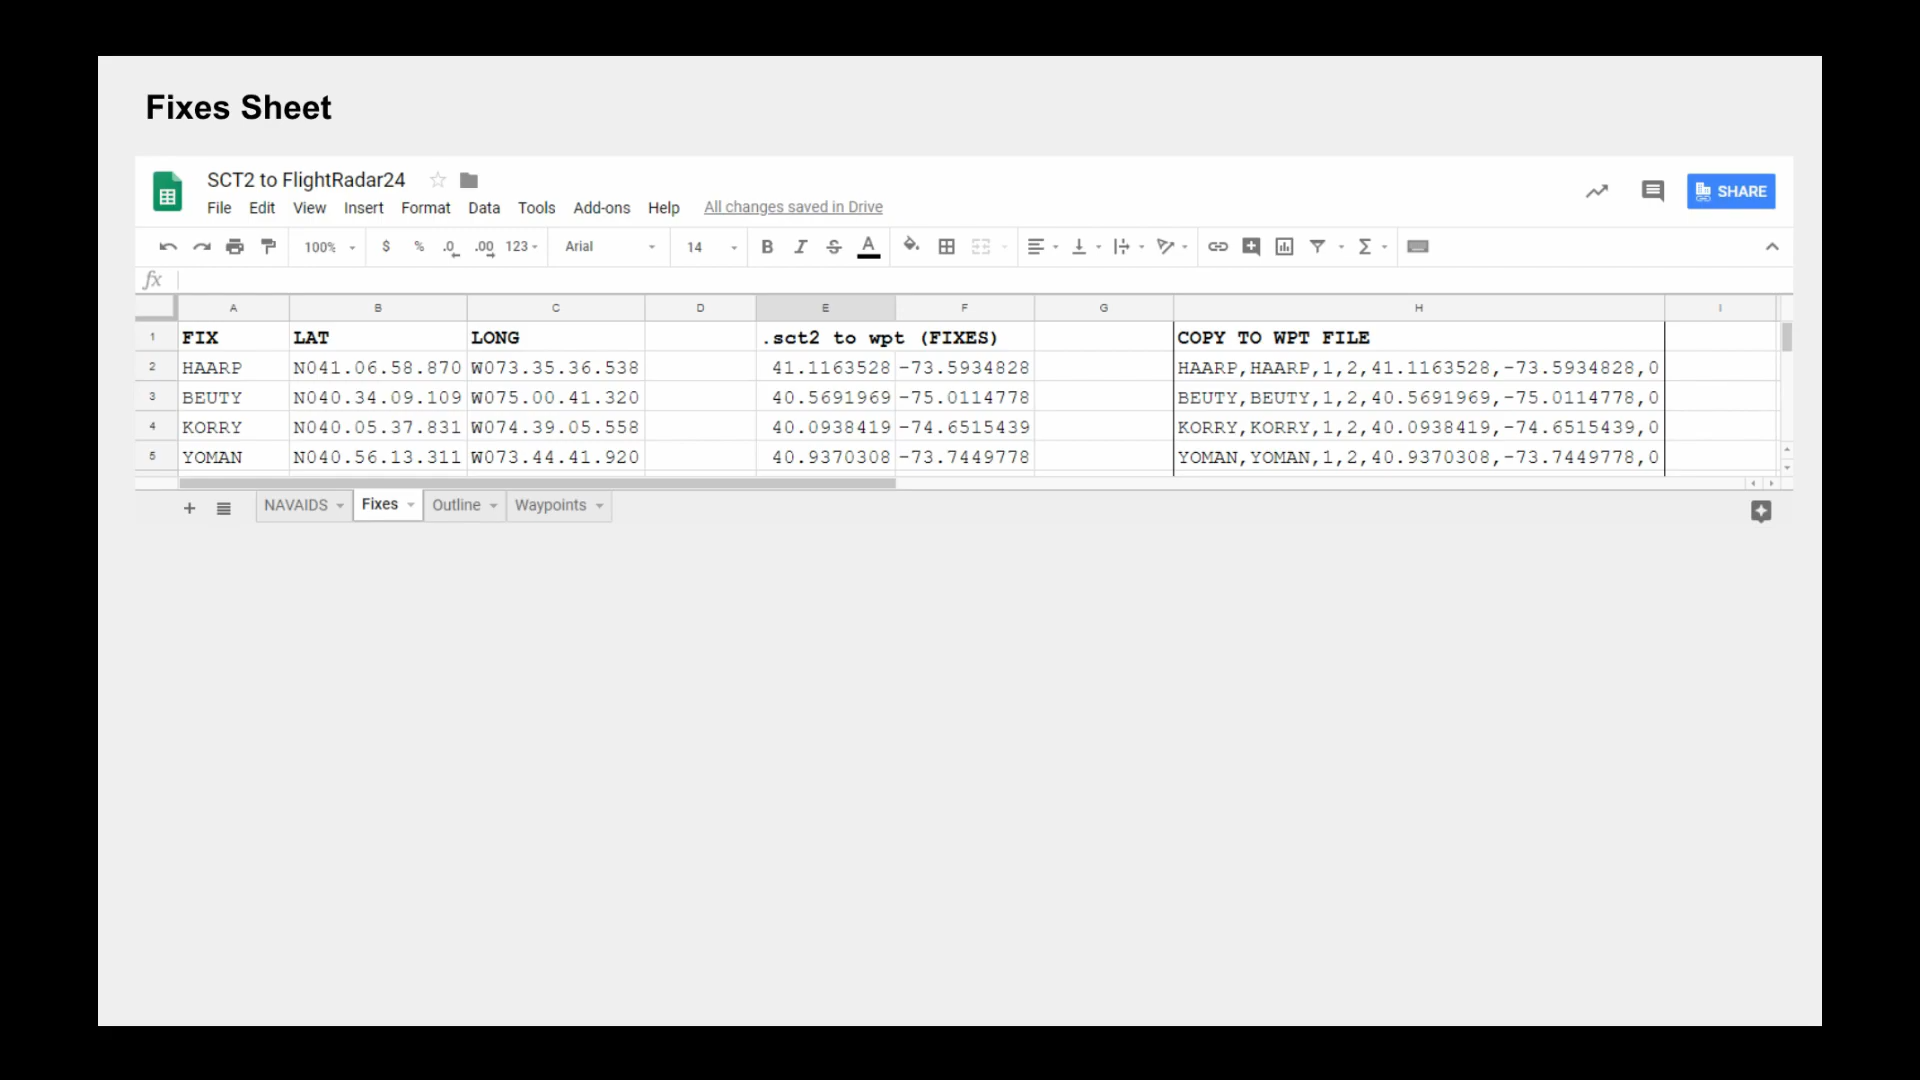 Fixes Sheet
SCT2 to FlightRadar24
File Edit View Insert Format Data Tools Add-ons Help All changes saved in Drive
SHARE
100% $ % .0 .00 123 Arial 14 B I S A
fx
A B C D E F G H I
1 FIX LAT LONG .sct2 to wpt (FIXES) COPY TO WPT FILE
2 HAARP N041.06.58.870 W073.35.36.538 41.1163528 -73.5934828 HAARP,HAARP,1,2,41.1163528,-73.5934828,0
3 BEUTY N040.34.09.109 W075.00.41.320 40.5691969 -75.0114778 BEUTY,BEUTY,1,2,40.5691969,-75.0114778,0
4 KORRY N040.05.37.831 W074.39.05.558 40.0938419 -74.6515439 KORRY,KORRY,1,2,40.0938419,-74.6515439,0
5 YOMAN N040.56.13.311 W073.44.41.920 40.9370308 -73.7449778 YOMAN,YOMAN,1,2,40.9370308,-73.7449778,0
NAVAIDS Fixes Outline Waypoints